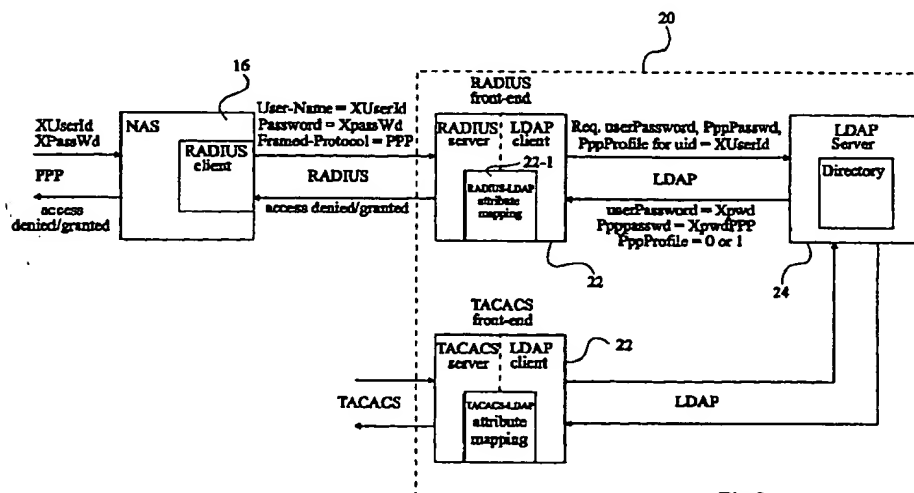 20
16
NAS
RADIUS
client
XUserId
XPassWd
PPP
access
denied/granted
User-Name = XUserId
Password = XpassWd
Framed-Protocol = PPP
RADIUS
access denied/granted
RADIUS
front-end
RADIUS
server
LDAP
client
22-1
RADIUS-LDAP
attribute
mapping
22
Req. userPassword, PppPasswd,
PppProfile for uid = XUserId
LDAP
userPassword = Xpwd
Ppppasswd = XpwdPPP
PppProfile = 0 or 1
LDAP
Server
Directory
24
TACACS
front-end
TACACS
server
LDAP
client
22
TACACS-LDAP
attribute
mapping
TACACS
LDAP